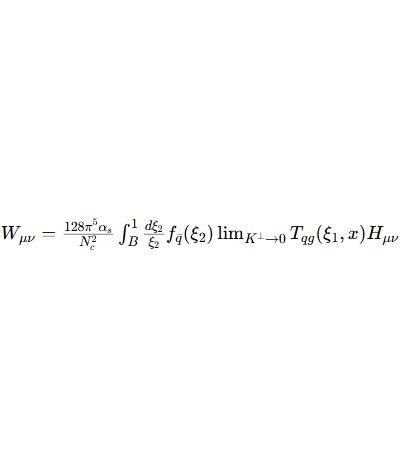 W_{\mu\nu} = \frac{128\pi^5\alpha_s}{N_c^2} \int_B^1 \frac{d\xi_2}{\xi_2} f_{\bar{q}}(\xi_2) \lim_{K^\perp \to 0} T_{qg}(\xi_1, x) H_{\mu\nu}